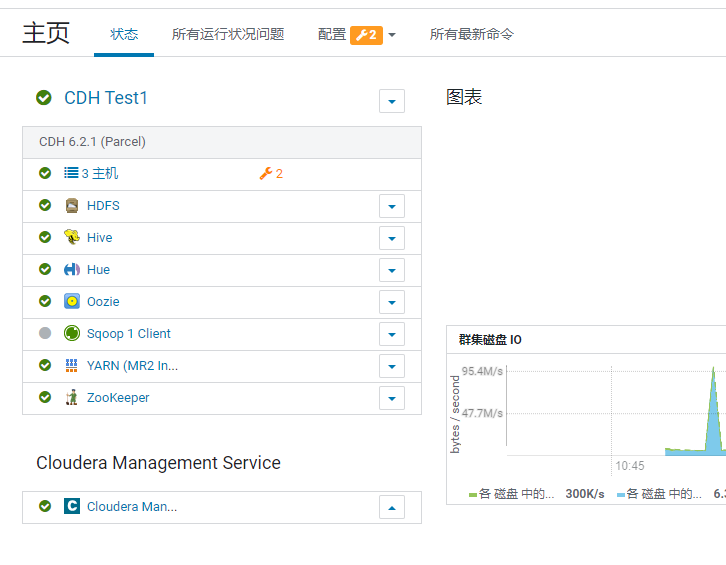 主页 状态 所有运行状况问题 配置 2 所有最新命令
CDH Test1
图表
CDH 6.2.1 (Parcel)
3 主机 2
HDFS
Hive
Hue
Oozie
Sqoop 1 Client
YARN (MR2 In...
ZooKeeper
Cloudera Management Service
Cloudera Man...
群集磁盘 IO
bytes / second
95.4M/s
47.7M/s
10:45
各 磁盘 中的... 300K/s 各 磁盘 中的... 6.3